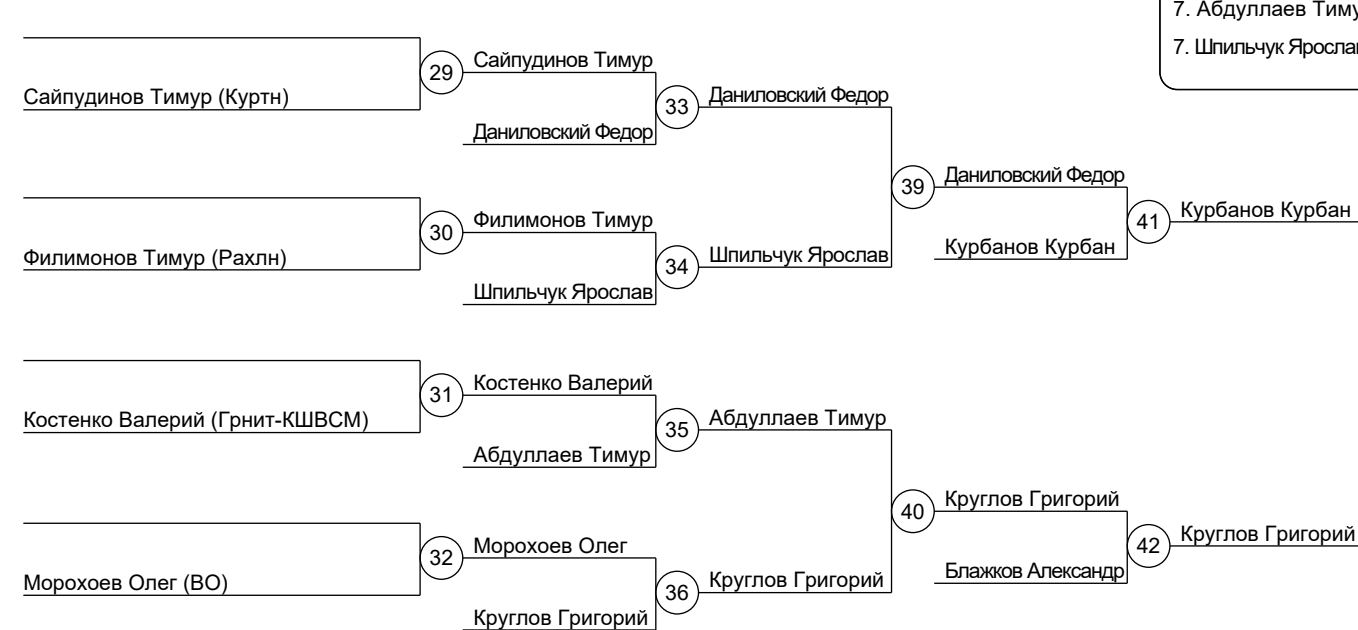 7. Абдуллаев Тиму
7. Шпильчук Яросла
Сайпудинов Тимур (Куртн)
29
Сайпудинов Тимур
Даниловский Федор
33
Даниловский Федор
Филимонов Тимур (Рахлн)
30
Филимонов Тимур
Шпильчук Ярослав
34
Шпильчук Ярослав
39
Даниловский Федор
Курбанов Курбан
41
Курбанов Курбан
Костенко Валерий (Грнит-КШВСМ)
31
Костенко Валерий
Абдуллаев Тимур
35
Абдуллаев Тимур
Морохоев Олег (ВО)
32
Морохоев Олег
Круглов Григорий
36
Круглов Григорий
40
Круглов Григорий
Блажков Александр
42
Круглов Григорий